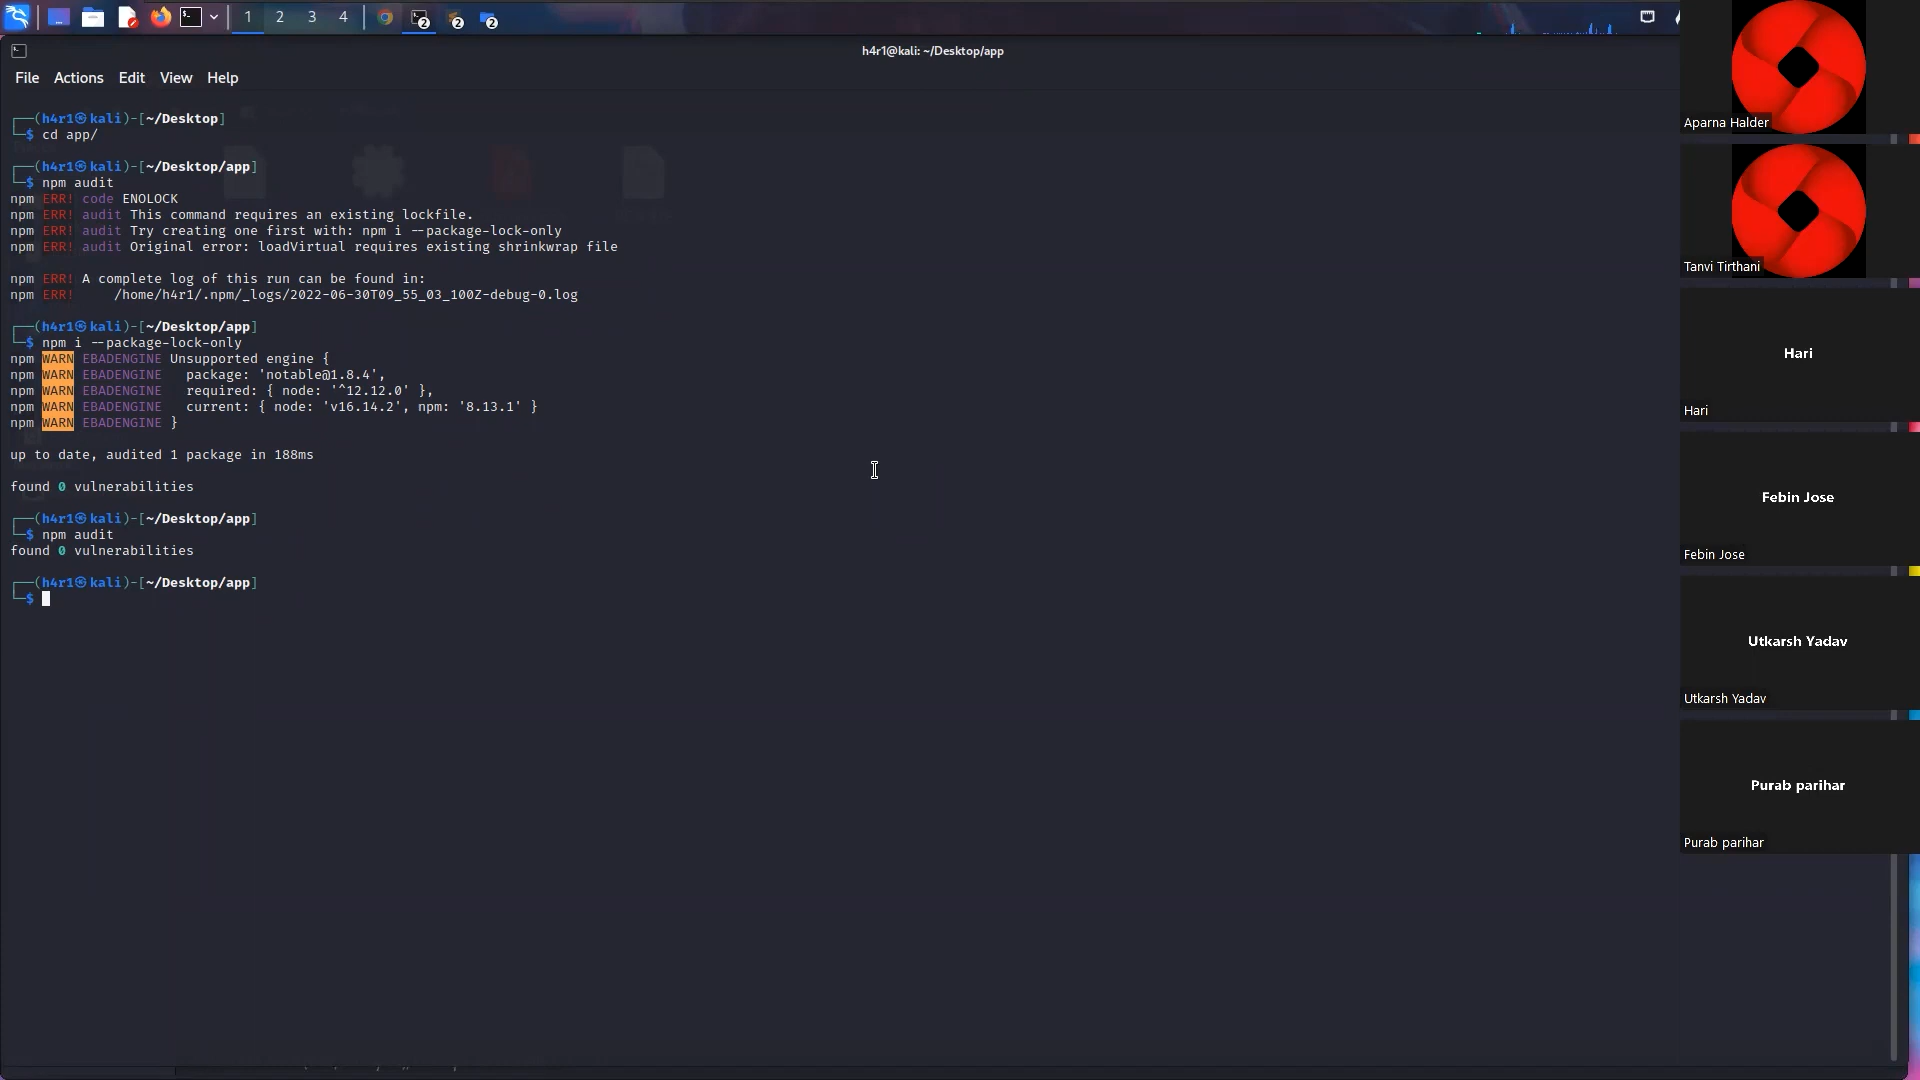 1 2 3 4 2 2 2
h4r1@kali: ~/Desktop/app
File Actions Edit View Help
┌──(h4r1㉿kali)-[~/Desktop]
└─$ cd app/
┌──(h4r1㉿kali)-[~/Desktop/app]
└─$ npm audit
npm ERR! code ENOLOCK
npm ERR! audit This command requires an existing lockfile.
npm ERR! audit Try creating one first with: npm i --package-lock-only
npm ERR! audit Original error: loadVirtual requires existing shrinkwrap file
npm ERR! A complete log of this run can be found in:
npm ERR!     /home/h4r1/.npm/_logs/2022-06-30T09_55_03_100Z-debug-0.log
┌──(h4r1㉿kali)-[~/Desktop/app]
└─$ npm i --package-lock-only
npm WARN EBADENGINE Unsupported engine {
npm WARN EBADENGINE   package: 'notable@1.8.4',
npm WARN EBADENGINE   required: { node: '^12.12.0' },
npm WARN EBADENGINE   current: { node: 'v16.14.2', npm: '8.13.1' }
npm WARN EBADENGINE }
up to date, audited 1 package in 188ms
found 0 vulnerabilities
┌──(h4r1㉿kali)-[~/Desktop/app]
└─$ npm audit
found 0 vulnerabilities
┌──(h4r1㉿kali)-[~/Desktop/app]
└─$
Aparna Halder
Tanvi Tirthani
Hari
Hari
Febin Jose
Febin Jose
Utkarsh Yadav
Utkarsh Yadav
Purab parihar
Purab parihar